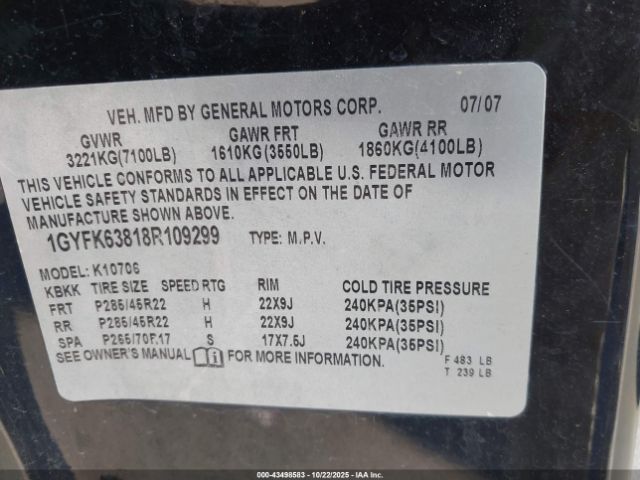 VEH. MFD BY GENERAL MOTORS CORP. 07/07
GVWR GAWR FRT GAWR RR
3221KG(7100LB) 1610KG(3550LB) 1860KG(4100LB)
THIS VEHICLE CONFORMS TO ALL APPLICABLE U.S. FEDERAL MOTOR
VEHICLE SAFETY STANDARDS IN EFFECT ON THE DATE OF
MANUFACTURE SHOWN ABOVE.
1GYFK63818R109299 TYPE: M.P.V.
MODEL: K10706
KBKK TIRE SIZE SPEED RTG RIM COLD TIRE PRESSURE
FRT P285/45R22 H 22X9J 240KPA(35PSI)
RR P285/45R22 H 22X9J 240KPA(35PSI)
SPA P265/70R17 S 17X7.5J 240KPA(35PSI)
SEE OWNER'S MANUAL FOR MORE INFORMATION.
F 483 LB
T 239 LB
000-43498583 - 10/22/2025 - IAA Inc.